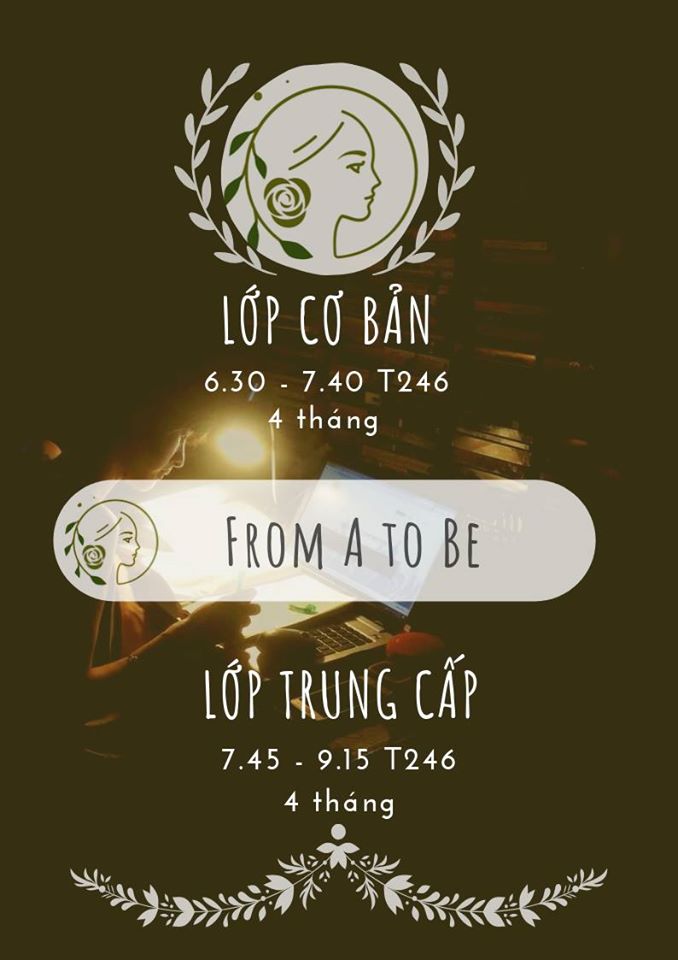 LỚP CƠ BẢN
6.30 - 7.40 T246
4 tháng
FROM A TO BE
LỚP TRUNG CẤP
7.45 - 9.15 T246
4 tháng